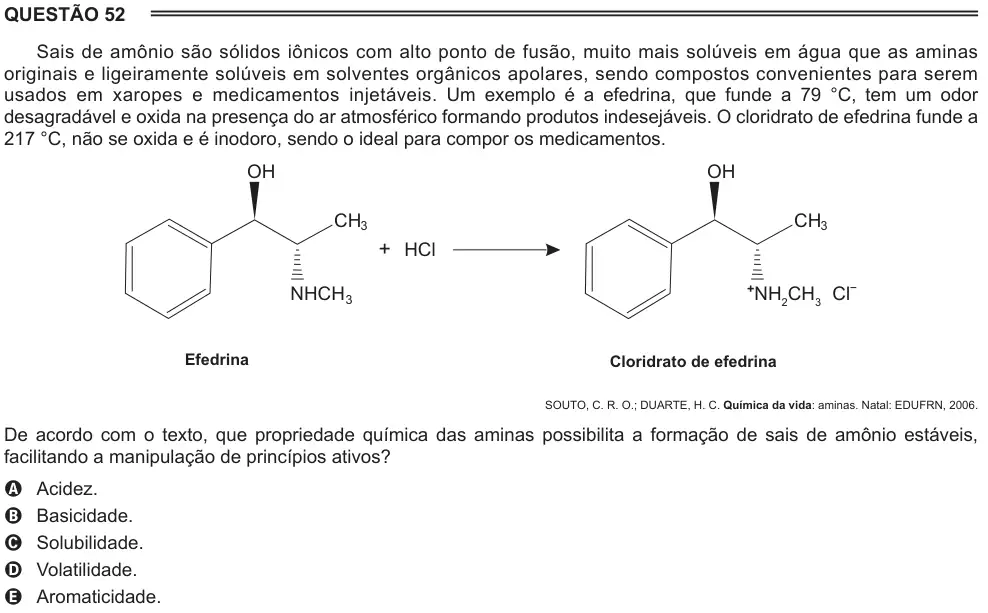 QUESTÃO 52
Sais de amônio são sólidos iônicos com alto ponto de fusão, muito mais solúveis em água que as aminas
originais e ligeiramente solúveis em solventes orgânicos apolares, sendo compostos convenientes para serem
usados em xaropes e medicamentos injetáveis. Um exemplo é a efedrina, que funde a 79 °C, tem um odor
desagradável e oxida na presença do ar atmosférico formando produtos indesejáveis. O cloridrato de efedrina funde a
217 °C, não se oxida e é inodoro, sendo o ideal para compor os medicamentos.
OH
CH₃
NHCH₃
+ HCl
OH
CH₃
⁺NH₂CH₃ Cl⁻
Efedrina
Cloridrato de efedrina
SOUTO, C. R. O.; DUARTE, H. C. Química da vida: aminas. Natal: EDUFRN, 2006.
De acordo com o texto, que propriedade química das aminas possibilita a formação de sais de amônio estáveis,
facilitando a manipulação de princípios ativos?
A Acidez.
B Basicidade.
C Solubilidade.
D Volatilidade.
E Aromaticidade.